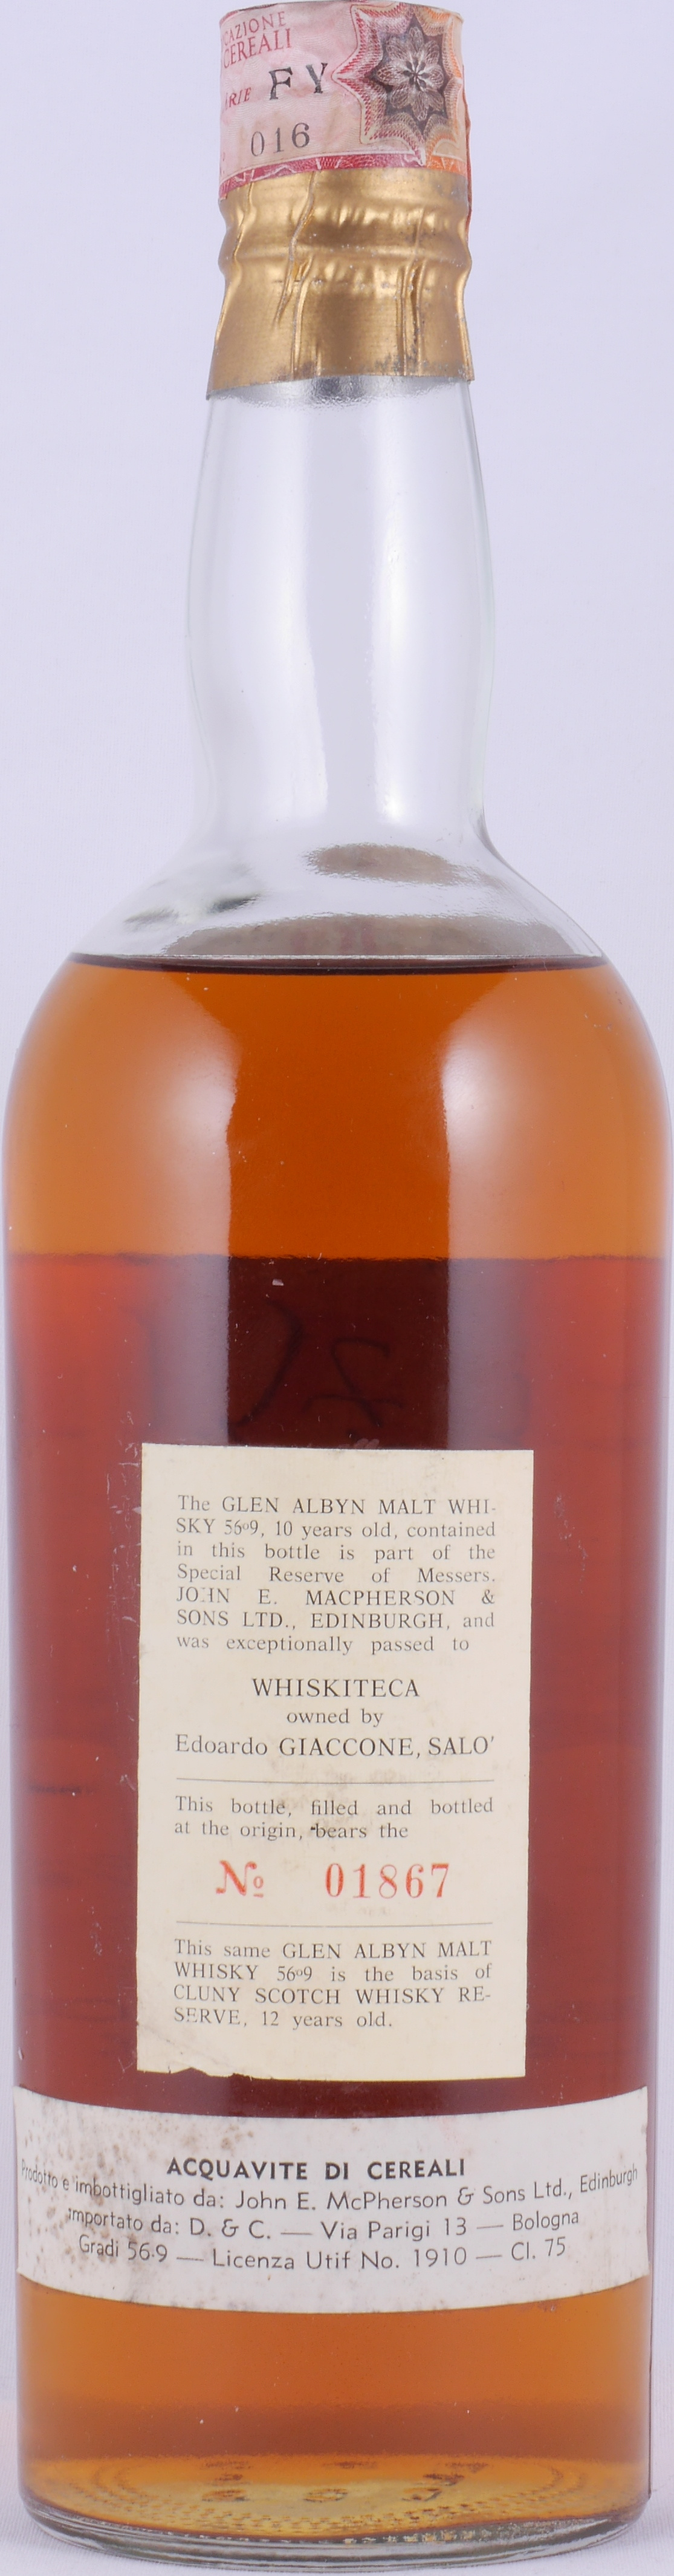 CEREALI
FY
016
The GLEN ALBYN MALT WHI-
SKY 56º9, 10 years old, contained
in this bottle is part of the
Special Reserve of Messers.
JOHN E. MACPHERSON &
SONS LTD., EDINBURGH, and
was exceptionally passed to
WHISKITECA
owned by
Edoardo GIACCONE, SALO'
This bottle, filled and bottled
at the origin, bears the
№ 01867
This same GLEN ALBYN MALT
WHISKY 56º9 is the basis of
CLUNY SCOTCH WHISKY RE-
SERVE, 12 years old.
ACQUAVITE DI CEREALI
Prodotto e imbottigliato da: John E. McPherson & Sons Ltd., Edinburgh
importato da: D. & C. — Via Parigi 13 — Bologna
Gradi 56·9 — Licenza Utif No. 1910 — Cl. 75